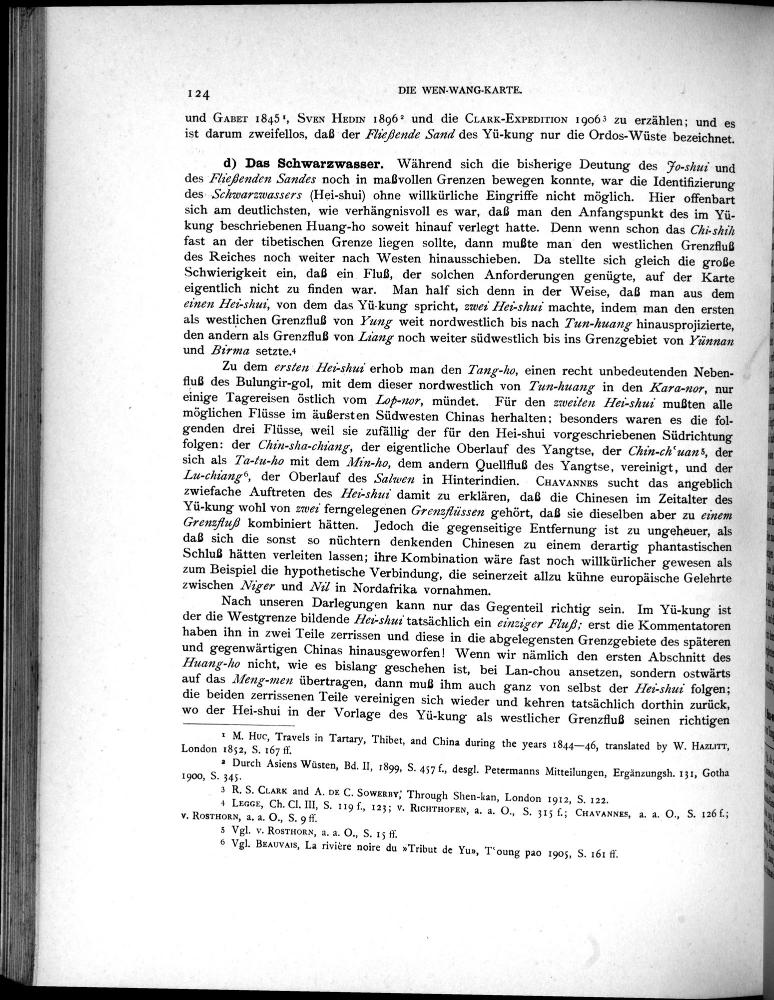 124
DIE WEN-WANG-KARTE.
und GABET 1845¹, SVEN HEDIN 1896² und die CLARK-EXPEDITION 1906³ zu erzählen; und es
ist darum zweifellos, daß der Fließende Sand des Yü-kung nur die Ordos-Wüste bezeichnet.
d) Das Schwarzwasser. Während sich die bisherige Deutung des Jo-shui und
des Fließenden Sandes noch in maßvollen Grenzen bewegen konnte, war die Identifizierung
des Schwarzwassers (Hei-shui) ohne willkürliche Eingriffe nicht möglich. Hier offenbart
sich am deutlichsten, wie verhängnisvoll es war, daß man den Anfangspunkt des im Yü-
kung beschriebenen Huang-ho soweit hinauf verlegt hatte. Denn wenn schon das Chi-shih
fast an der tibetischen Grenze liegen sollte, dann mußte man den westlichen Grenzfluß
des Reiches noch weiter nach Westen hinausschieben. Da stellte sich gleich die große
Schwierigkeit ein, daß ein Fluß, der solchen Anforderungen genügte, auf der Karte
eigentlich nicht zu finden war. Man half sich denn in der Weise, daß man aus dem
einen Hei-shui, von dem das Yü-kung spricht, zwei Hei-shui machte, indem man den ersten
als westlichen Grenzfluß von Yung weit nordwestlich bis nach Tun-huang hinausprojizierte,
den andern als Grenzfluß von Liang noch weiter südwestlich bis ins Grenzgebiet von Yünnan
und Birma setzte.⁴
Zu dem ersten Hei-shui erhob man den Tang-ho, einen recht unbedeutenden Neben-
fluß des Bulungir-gol, mit dem dieser nordwestlich von Tun-huang in den Kara-nor, nur
einige Tagereisen östlich vom Lop-nor, mündet. Für den zweiten Hei-shui mußten alle
möglichen Flüsse im äußersten Südwesten Chinas herhalten; besonders waren es die fol-
genden drei Flüsse, weil sie zufällig der für den Hei-shui vorgeschriebenen Südrichtung
folgen: der Chin-sha-chiang, der eigentliche Oberlauf des Yangtse, der Chin-chʻuan⁵, der
sich als Ta-tu-ho mit dem Min-ho, dem andern Quellfluß des Yangtse, vereinigt, und der
Lu-chiang⁶, der Oberlauf des Salwen in Hinterindien. CHAVANNES sucht das angeblich
zwiefache Auftreten des Hei-shui damit zu erklären, daß die Chinesen im Zeitalter des
Yü-kung wohl von zwei ferngelegenen Grenzflüssen gehört, daß sie dieselben aber zu einem
Grenzfluß kombiniert hätten. Jedoch die gegenseitige Entfernung ist zu ungeheuer, als
daß sich die sonst so nüchtern denkenden Chinesen zu einem derartig phantastischen
Schluß hätten verleiten lassen; ihre Kombination wäre fast noch willkürlicher gewesen als
zum Beispiel die hypothetische Verbindung, die seinerzeit allzu kühne europäische Gelehrte
zwischen Niger und Nil in Nordafrika vornahmen.
Nach unseren Darlegungen kann nur das Gegenteil richtig sein. Im Yü-kung ist
der die Westgrenze bildende Hei-shui tatsächlich ein einziger Fluß; erst die Kommentatoren
haben ihn in zwei Teile zerrissen und diese in die abgelegensten Grenzgebiete des späteren
und gegenwärtigen Chinas hinausgeworfen! Wenn wir nämlich den ersten Abschnitt des
Huang-ho nicht, wie es bislang geschehen ist, bei Lan-chou ansetzen, sondern ostwärts
auf das Meng-men übertragen, dann muß ihm auch ganz von selbst der Hei-shui folgen;
die beiden zerrissenen Teile vereinigen sich wieder und kehren tatsächlich dorthin zurück,
wo der Hei-shui in der Vorlage des Yü-kung als westlicher Grenzfluß seinen richtigen
¹ M. HUC, Travels in Tartary, Thibet, and China during the years 1844—46, translated by W. HAZLITT,
London 1852, S. 167 ff.
² Durch Asiens Wüsten, Bd. II, 1899, S. 457 f., desgl. Petermanns Mitteilungen, Ergänzungsh. 131, Gotha
1900, S. 345.
³ R. S. CLARK and A. DE C. SOWERBY, Through Shen-kan, London 1912, S. 122.
⁴ LEGGE, Ch. Cl. III, S. 119 f., 123; v. RICHTHOFEN, a. a. O., S. 315 f.; CHAVANNES, a. a. O., S. 126 f.;
v. ROSTHORN, a. a. O., S. 9 ff.
⁵ Vgl. v. ROSTHORN, a. a. O., S. 15 ff.
⁶ Vgl. BEAUVAIS, La rivière noire du »Tribut de Yu», Tʻoung pao 1905, S. 161 ff.